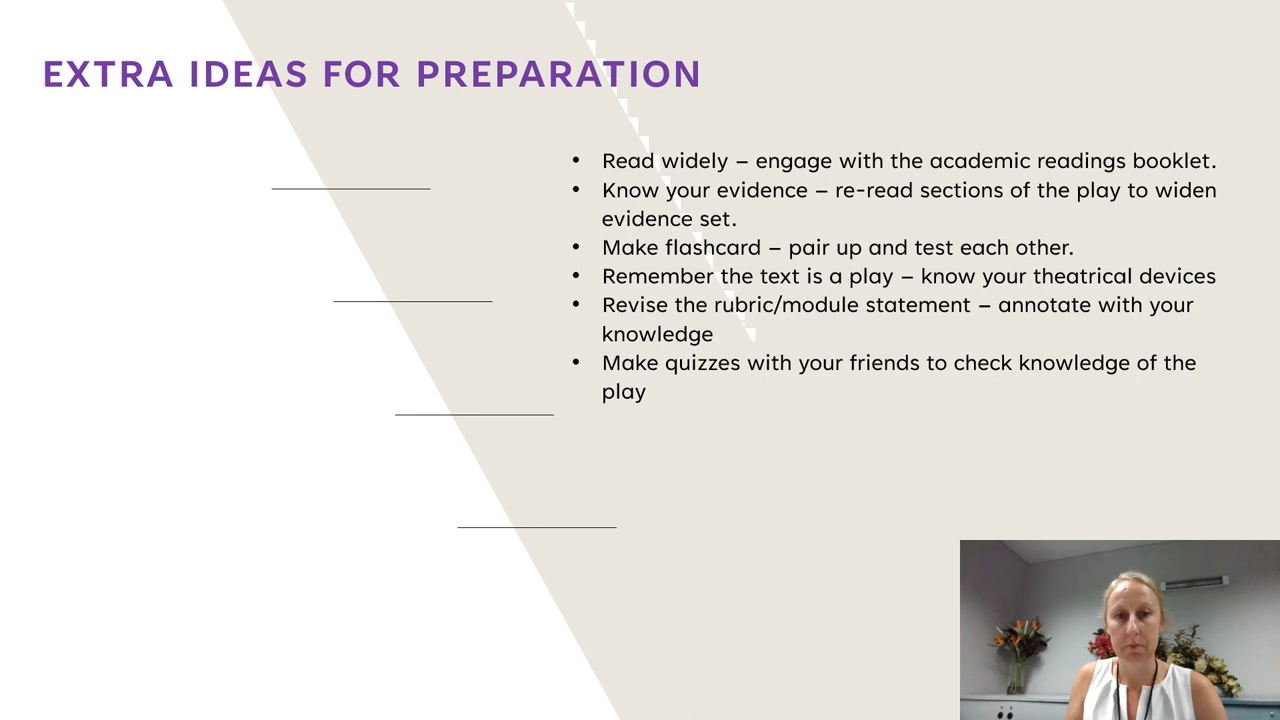 EXTRA IDEAS FOR PREPARATION
• Read widely – engage with the academic readings booklet.
• Know your evidence – re-read sections of the play to widen
evidence set.
• Make flashcard – pair up and test each other.
• Remember the text is a play – know your theatrical devices
• Revise the rubric/module statement – annotate with your
knowledge
• Make quizzes with your friends to check knowledge of the
play